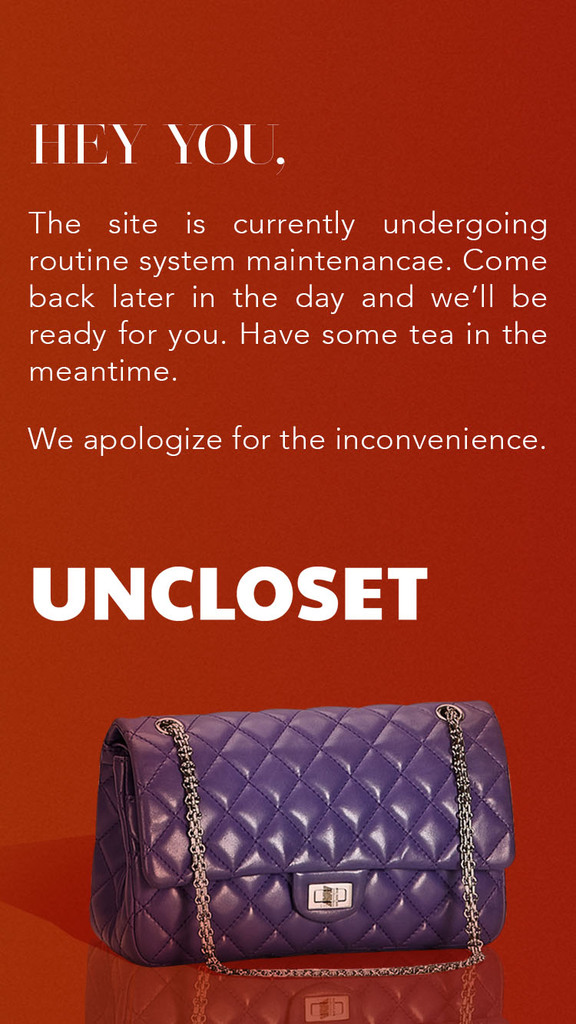 HEY YOU,
The site is currently undergoing
routine system maintenancae. Come
back later in the day and we’ll be
ready for you. Have some tea in the
meantime.
We apologize for the inconvenience.
UNCLOSET